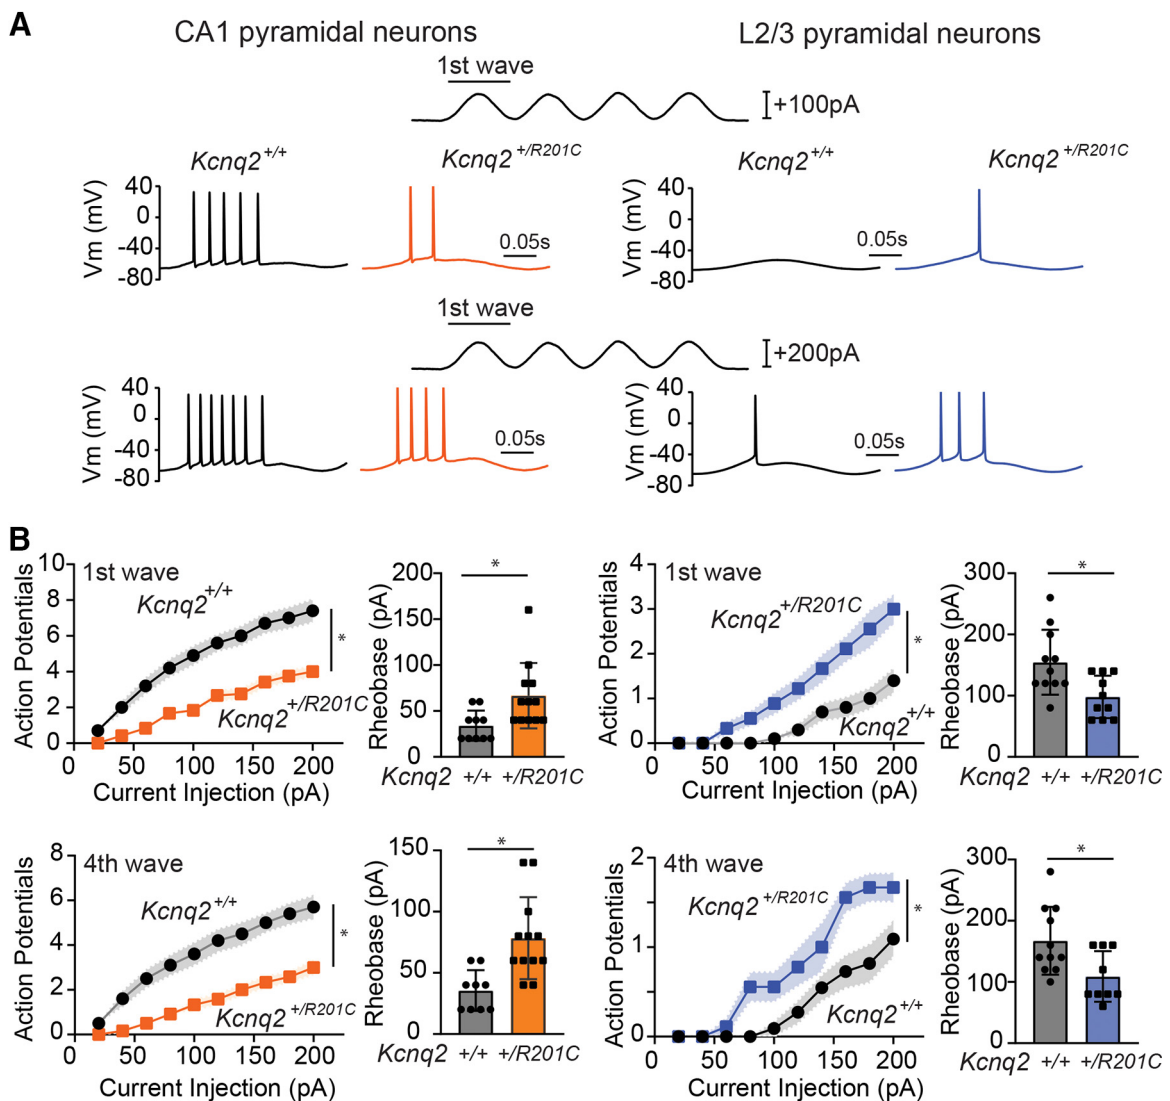 A
CA1 pyramidal neurons
L2/3 pyramidal neurons
1st wave
+100pA
Kcnq2 +/+
Kcnq2 +/R201C
Kcnq2 +/+
Kcnq2 +/R201C
Vm (mV)
40
0
-40
-80
0.05s
Vm (mV)
40
0
-40
-80
0.05s
1st wave
+200pA
Vm (mV)
40
0
-40
-80
0.05s
Vm (mV)
40
0
-40
-80
0.05s
B
Action Potentials
10
8
6
4
2
0
1st wave
Kcnq2 +/+
Kcnq2 +/R201C
*
0 50 100 150 200
Current Injection (pA)
Rheobase (pA)
200
150
100
50
0
*
Kcnq2 +/+ +/R201C
Action Potentials
4
3
2
1
0
1st wave
Kcnq2 +/R201C
Kcnq2 +/+
*
0 50 100 150 200
Current Injection (pA)
Rheobase (pA)
300
200
100
0
*
Kcnq2 +/+ +/R201C
Action Potentials
8
6
4
2
0
4th wave
Kcnq2 +/+
Kcnq2 +/R201C
*
0 50 100 150 200
Current Injection (pA)
Rheobase (pA)
150
100
50
0
*
Kcnq2 +/+ +/R201C
Action Potentials
2
1
0
4th wave
Kcnq2 +/R201C
Kcnq2 +/+
*
0 50 100 150 200
Current Injection (pA)
Rheobase (pA)
300
200
100
0
*
Kcnq2 +/+ +/R201C